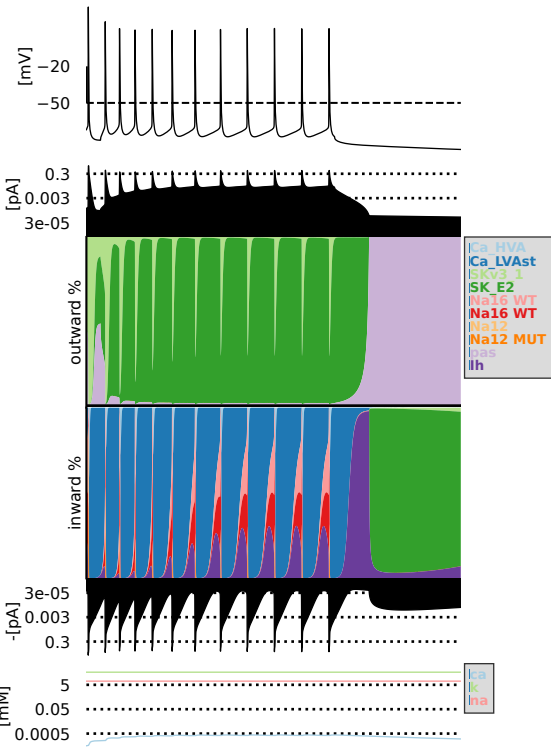 [mV]
−20
−50
[pA]
0.3
0.003
3e-05
outward %
Ca_HVA
Ca_LVAst
SKv3_1
SK_E2
Na16 WT
Na16 WT
Na12
Na12 MUT
pas
Ih
inward %
-[pA]
3e-05
0.003
0.3
[mM]
5
0.05
0.0005
ca
k
na